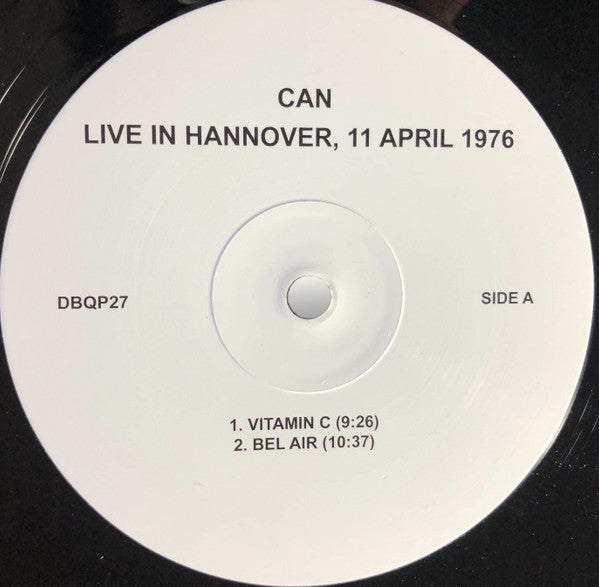 CAN
LIVE IN HANNOVER, 11 APRIL 1976
DBQP27
SIDE A
1. VITAMIN C (9:26)
2. BEL AIR (10:37)